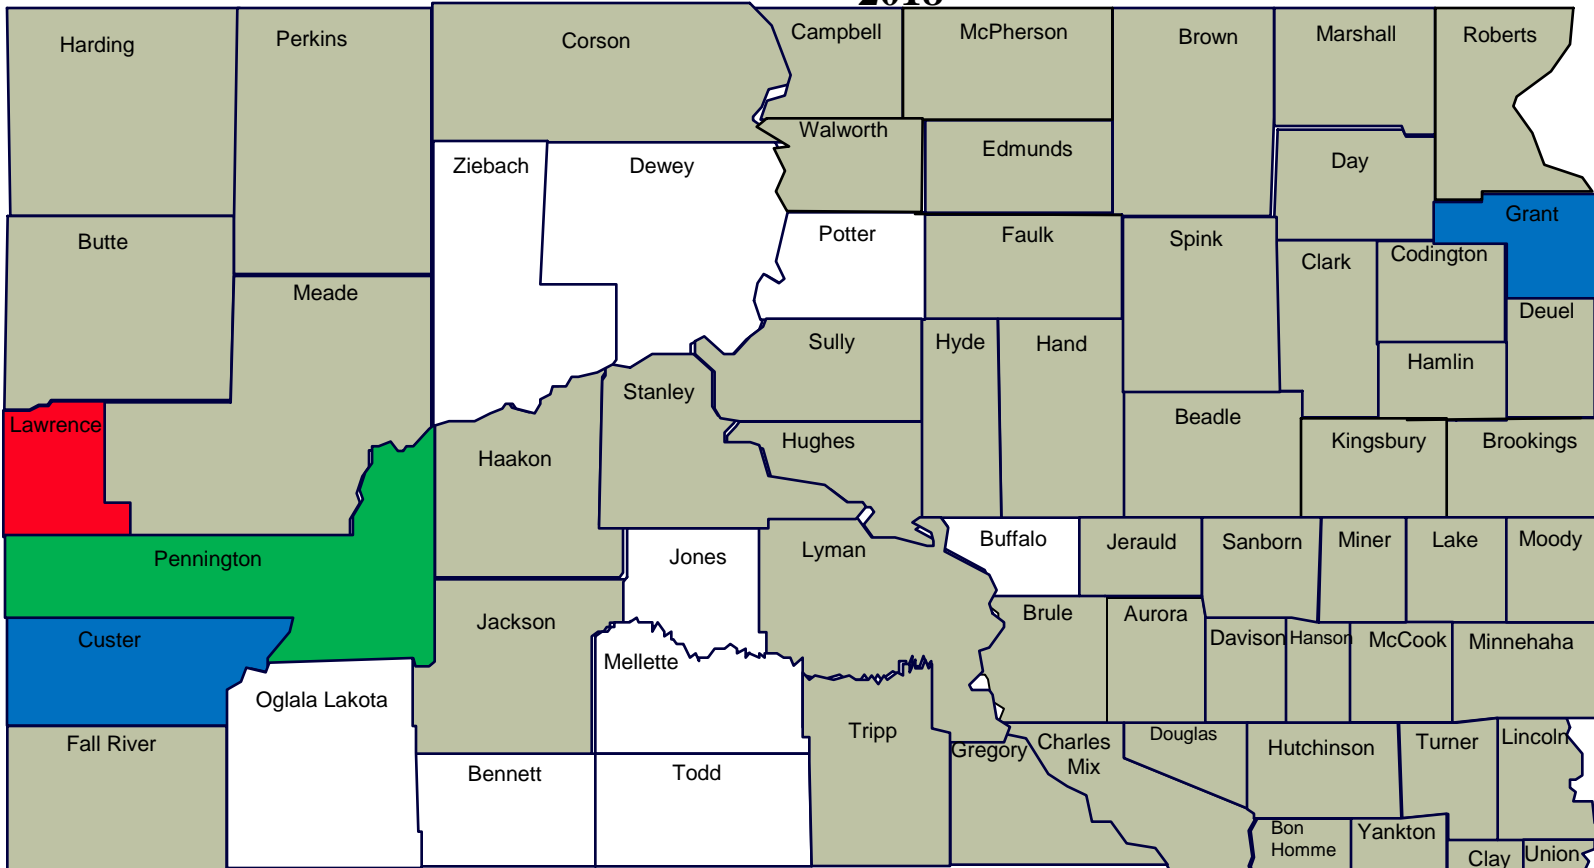 2018
Harding
Perkins
Corson
Campbell
McPherson
Brown
Marshall
Roberts
Walworth
Edmunds
Day
Ziebach
Dewey
Potter
Faulk
Spink
Grant
Butte
Clark
Codington
Meade
Deuel
Sully
Hyde
Hand
Hamlin
Stanley
Beadle
Lawrence
Hughes
Kingsbury
Brookings
Haakon
Pennington
Jones
Lyman
Buffalo
Jerauld
Sanborn
Miner
Lake
Moody
Custer
Jackson
Brule
Aurora
Davison
Hanson
McCook
Minnehaha
Mellette
Oglala Lakota
Fall River
Tripp
Gregory
Charles
Mix
Douglas
Hutchinson
Turner
Lincoln
Bennett
Todd
Bon
Homme
Yankton
Clay
Union